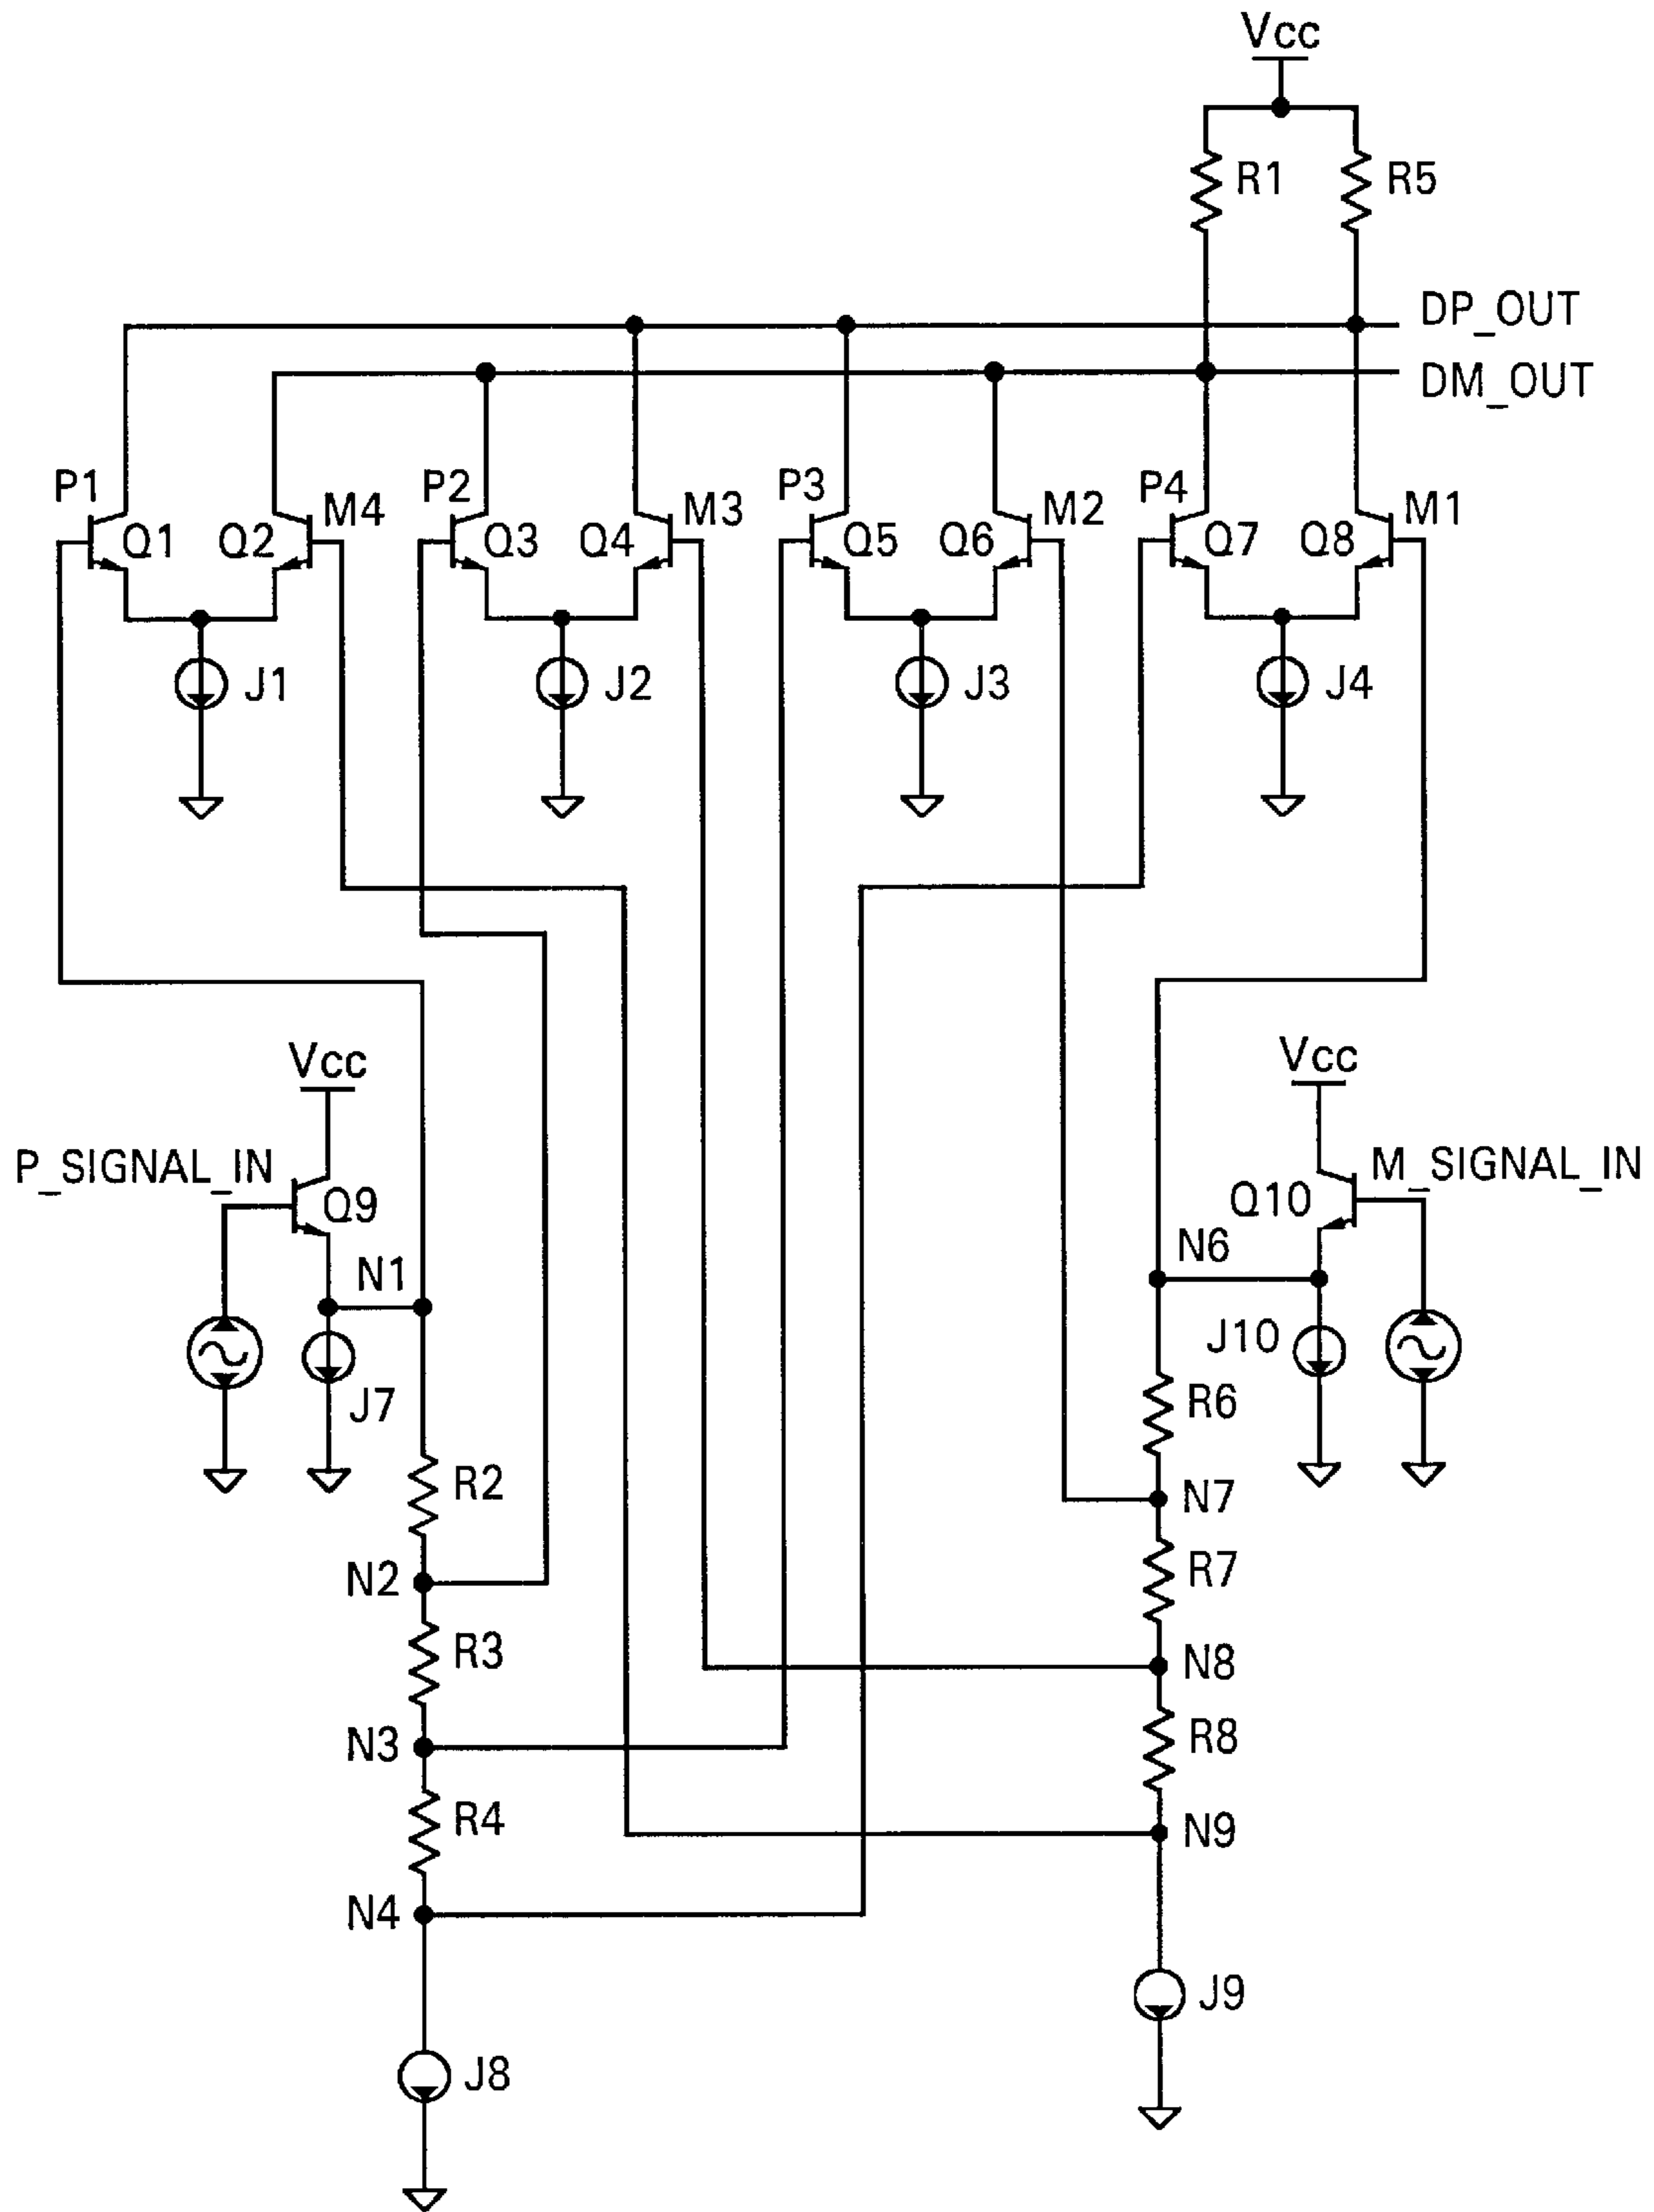 Vcc
R1 R5
DP_OUT
DM_OUT
P1 Q1 Q2 M4 P2 Q3 Q4 M3 P3 Q5 Q6 M2 P4 Q7 Q8 M1
J1 J2 J3 J4
Vcc Vcc
P_SIGNAL_IN Q9 Q10 M_SIGNAL_IN
N1 N6
J7 J10
R6
R2 N7
N2 R7
R3 N8
N3 R8
R4 N9
N4
J9
J8